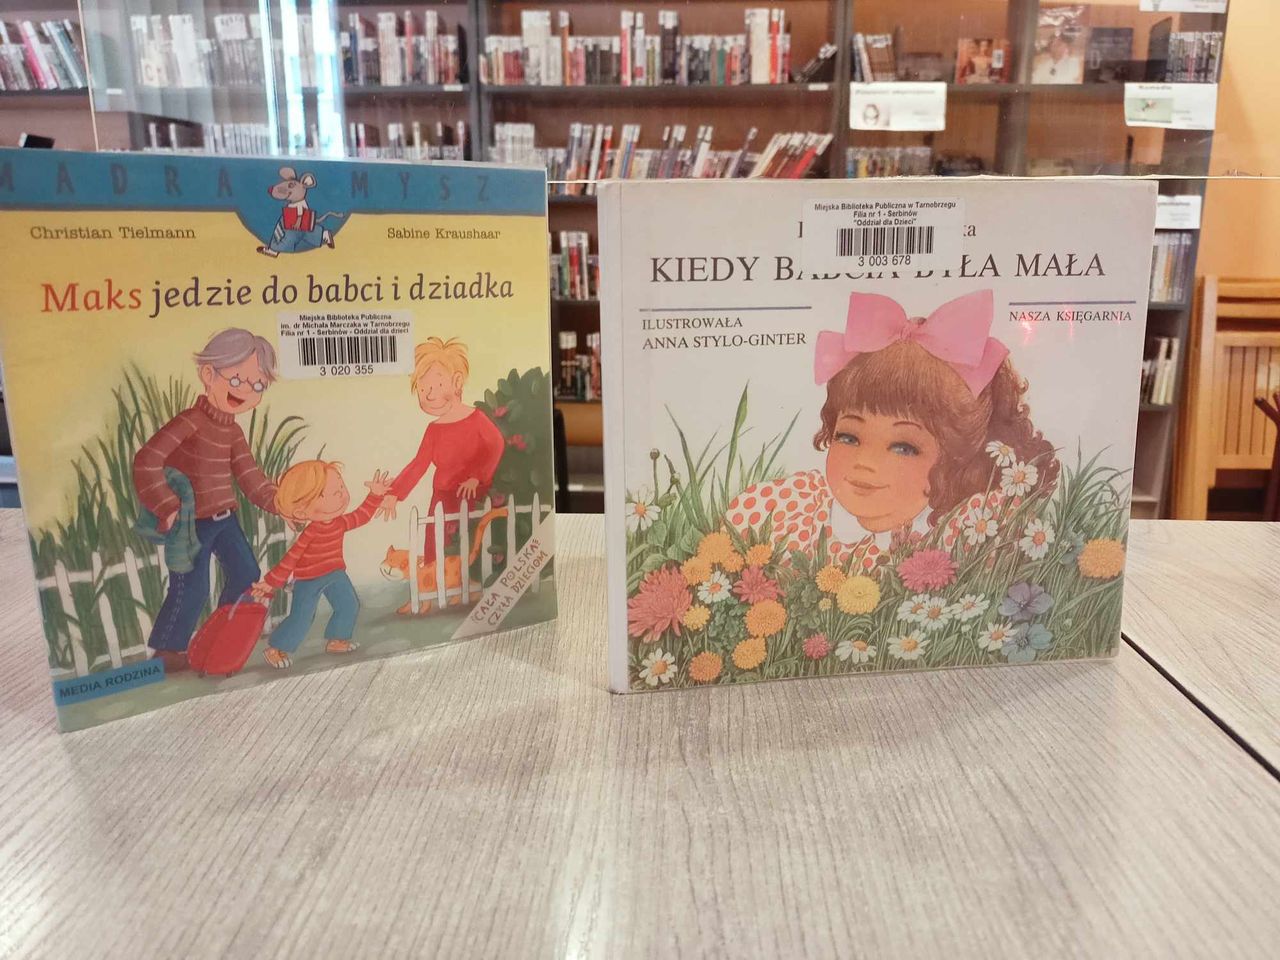 MĄDRA MYSZ
Christian Tielmann
Sabine Kraushaar
Maks jedzie do babci i dziadka
Miejska Biblioteka Publiczna
im. dr Michała Marczaka w Tarnobrzegu
Filia nr 1 - Serbinów - Oddział dla dzieci
3 020 355
CAŁA POLSKA
CZYTA DZIECIOM
MEDIA RODZINA
Miejska Biblioteka Publiczna w Tarnobrzegu
Filia nr 1 - Serbinów
"Oddział dla Dzieci"
3 003 678
KIEDY BABCIA BYŁA MAŁA
ILUSTROWAŁA
ANNA STYLO-GINTER
NASZA KSIĘGARNIA